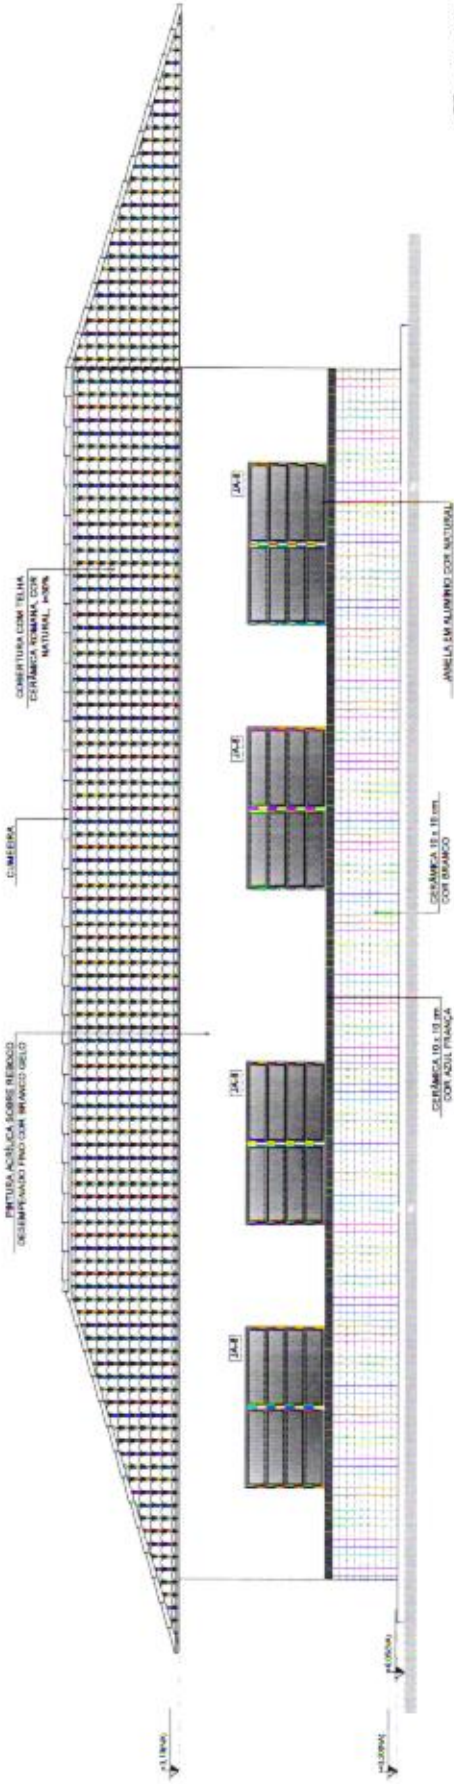 PINTURA ACRÍLICA SOBRE REBOCO
DESEMPENADO FINO COR BRANCO GELO
CUMEEIRA
COBERTURA COM TELHA
CERÂMICA ROMANA, COR
NATURAL, i=30%
JA-8
JA-8
JA-8
JA-8
CERÂMICA 10 x 10 cm
COR AZUL FRANÇA
CERÂMICA 10 x 10 cm
COR BRANCO
JANELA EM ALUMÍNIO COR NATURAL